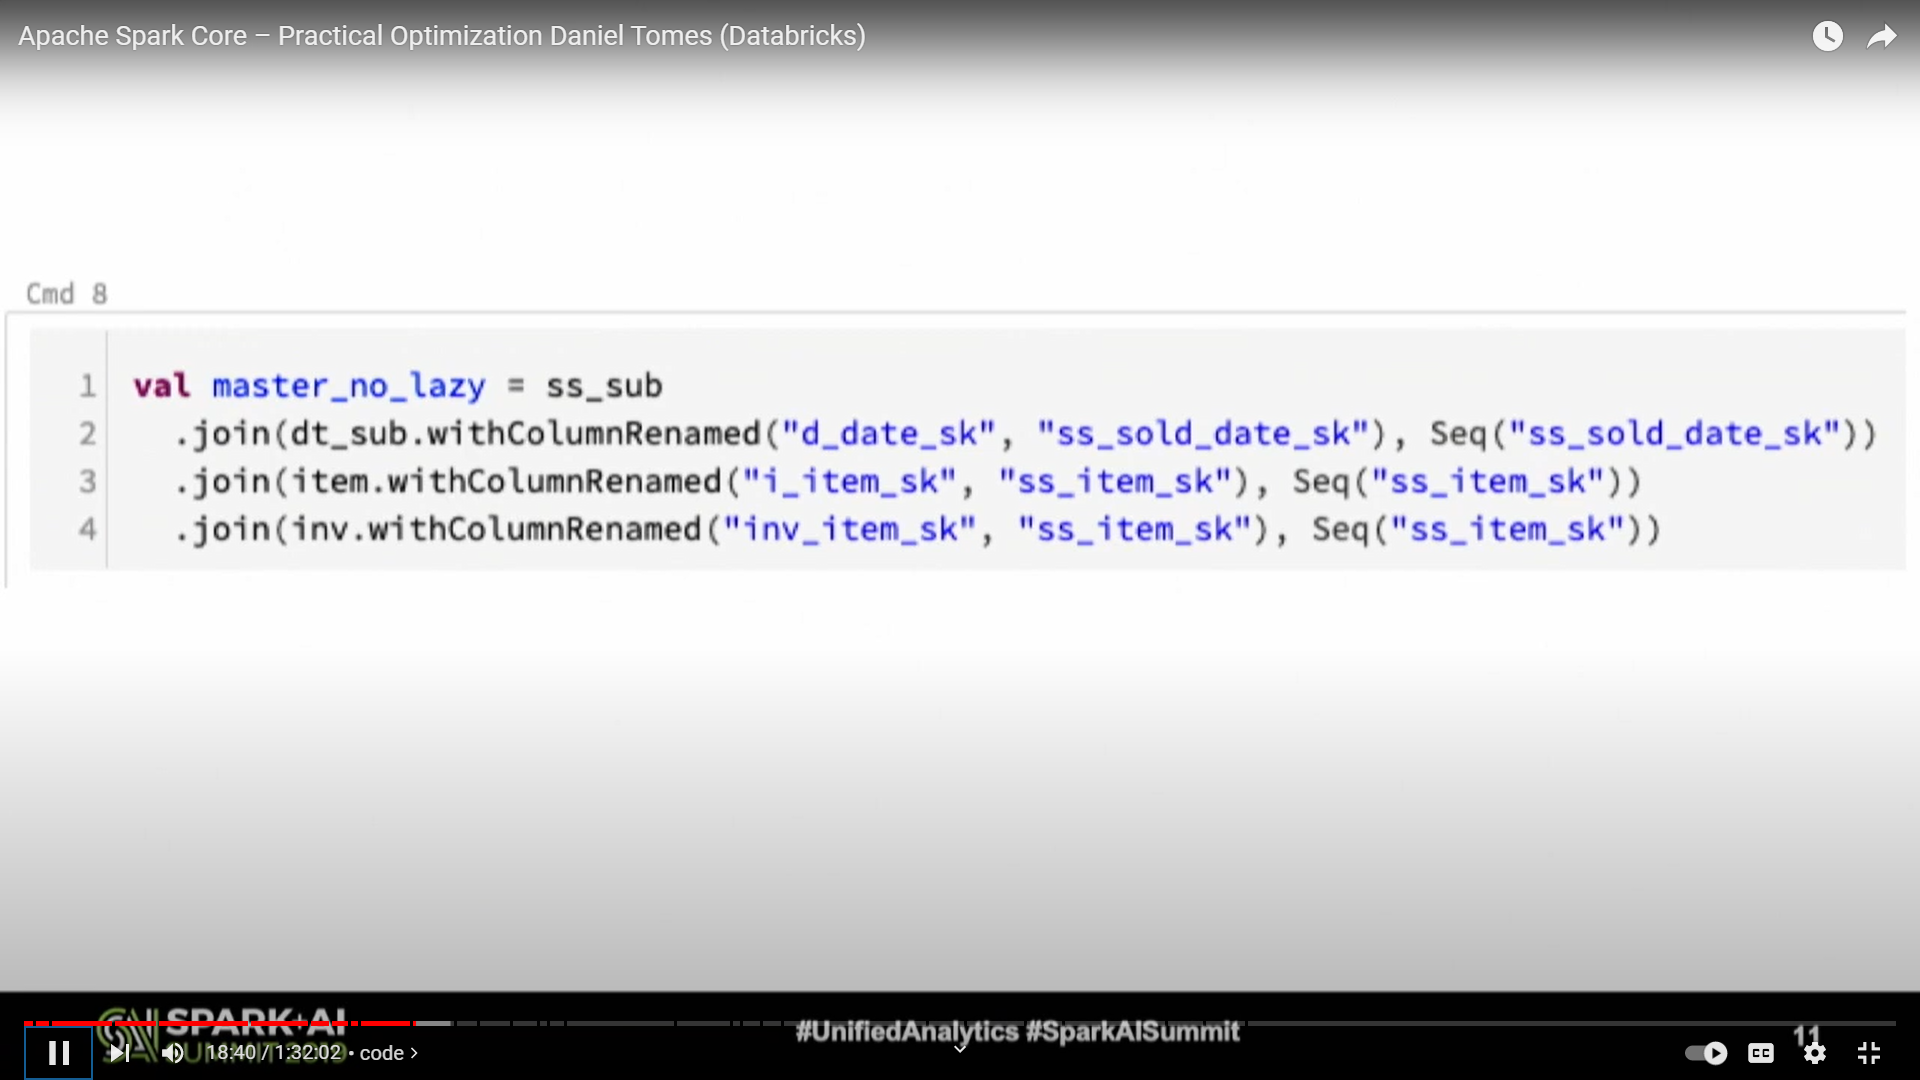 Apache Spark Core – Practical Optimization Daniel Tomes (Databricks)
Cmd 8
1 val master_no_lazy = ss_sub
2 .join(dt_sub.withColumnRenamed("d_date_sk", "ss_sold_date_sk"), Seq("ss_sold_date_sk"))
3 .join(item.withColumnRenamed("i_item_sk", "ss_item_sk"), Seq("ss_item_sk"))
4 .join(inv.withColumnRenamed("inv_item_sk", "ss_item_sk"), Seq("ss_item_sk"))
SPARK+AI
SUMMIT 2019
#UnifiedAnalytics #SparkAISummit
11
18:40 / 1:32:02 • code ›
CC